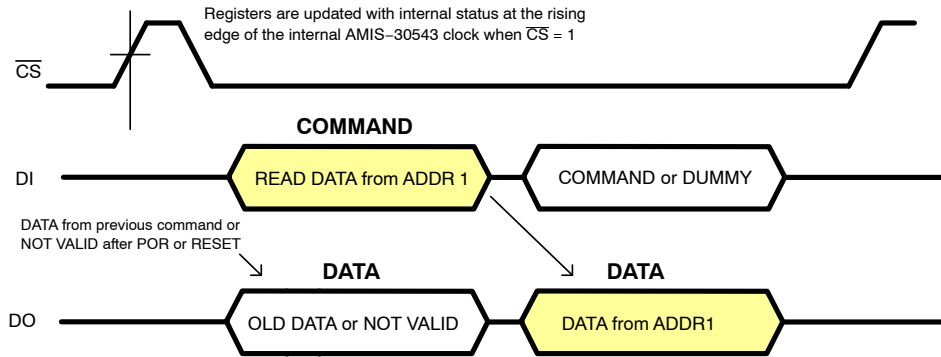 Registers are updated with internal status at the rising
edge of the internal AMIS−30543 clock when CS = 1
CS
COMMAND
DI
READ DATA from ADDR 1
COMMAND or DUMMY
DATA from previous command or
NOT VALID after POR or RESET
DATA
DATA
DO
OLD DATA or NOT VALID
DATA from ADDR1